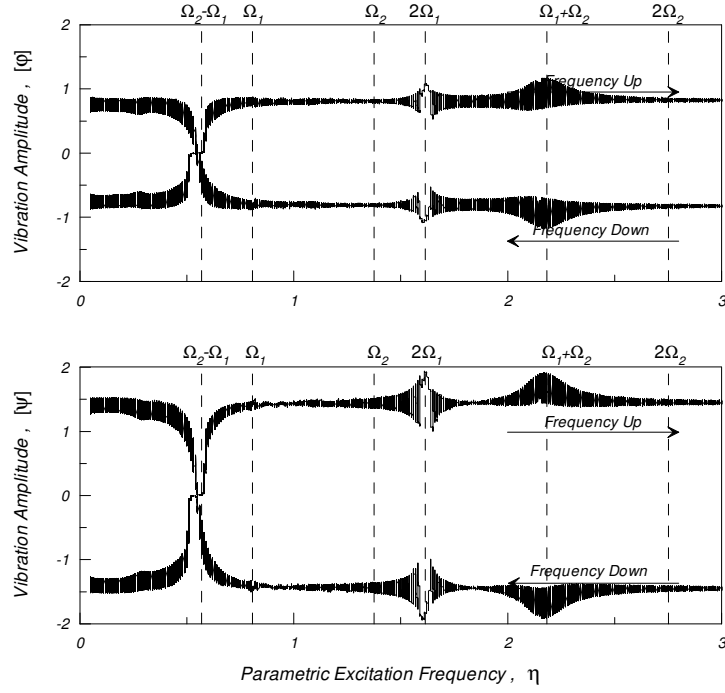 Ω2-Ω1 Ω1 Ω2 2Ω1 Ω1+Ω2 2Ω2
2
1
0
-1
-2
Vibration Amplitude , [φ]
Frequency Up
Frequency Down
0 1 2 3
Ω2-Ω1 Ω1 Ω2 2Ω1 Ω1+Ω2 2Ω2
2
1
0
-1
-2
Vibration Amplitude , [ψ]
Frequency Up
Frequency Down
0 1 2 3
Parametric Excitation Frequency , η